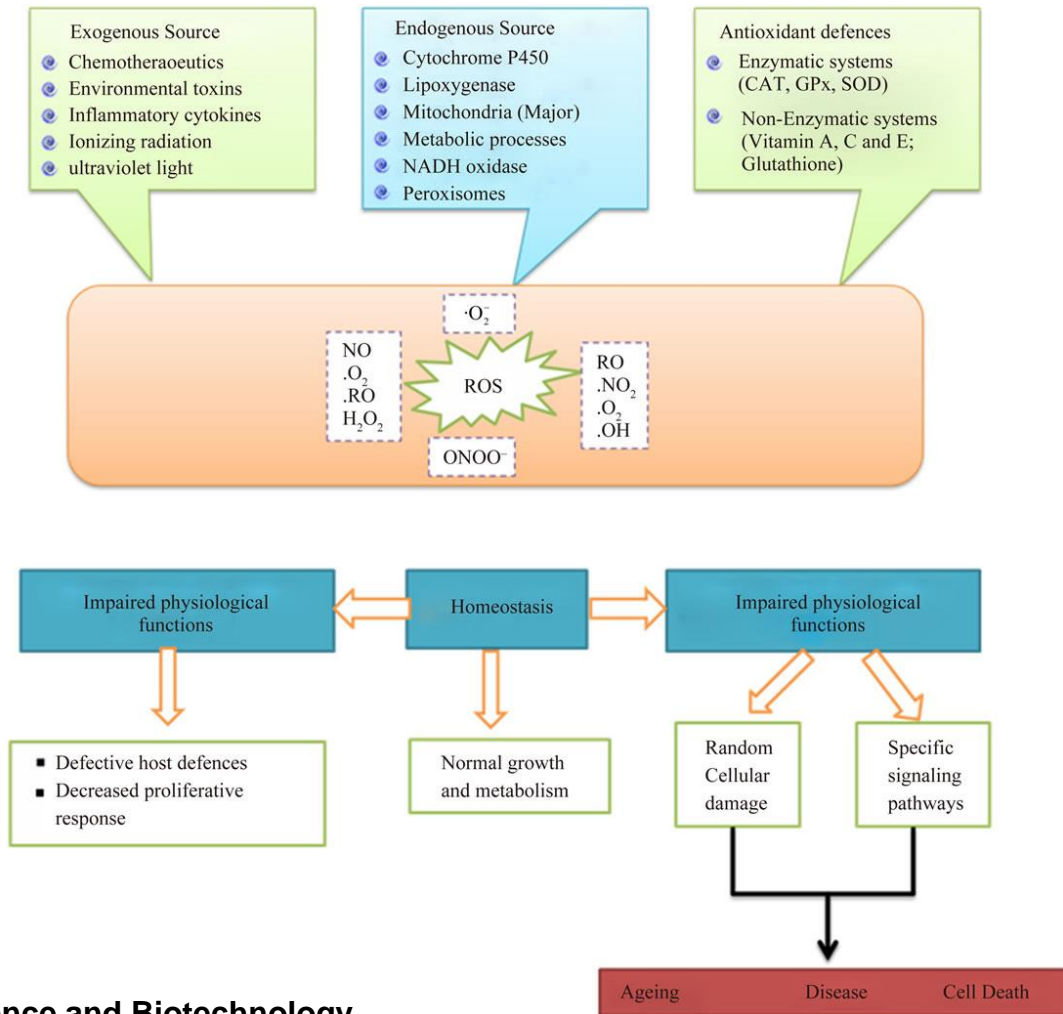 Exogenous Source
Chemotheraoeutics
Environmental toxins
Inflammatory cytokines
Ionizing radiation
ultraviolet light
Endogenous Source
Cytochrome P450
Lipoxygenase
Mitochondria (Major)
Metabolic processes
NADH oxidase
Peroxisomes
Antioxidant defences
Enzymatic systems
(CAT, GPx, SOD)
Non-Enzymatic systems
(Vitamin A, C and E;
Glutathione)
·O₂⁻
NO
.O₂
.RO
H₂O₂
ROS
RO
.NO₂
.O₂
.OH
ONOO⁻
Impaired physiological
functions
Homeostasis
Impaired physiological
functions
▪ Defective host defences
▪ Decreased proliferative
response
Normal growth
and metabolism
Random
Cellular
damage
Specific
signaling
pathways
Ageing Disease Cell Death
and Biotechnology